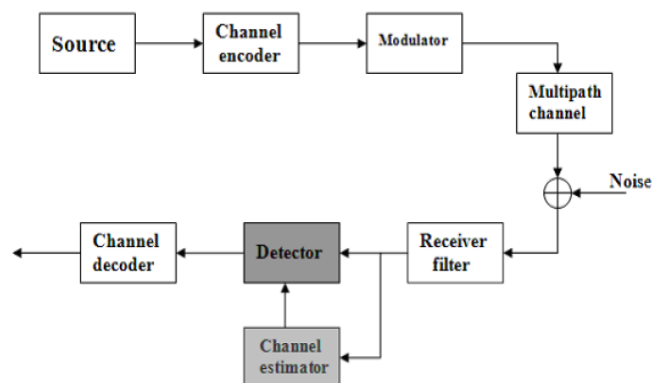 Source
Channel
encoder
Modulator
Multipath
channel
Noise
Channel
decoder
Detector
Receiver
filter
Channel
estimator